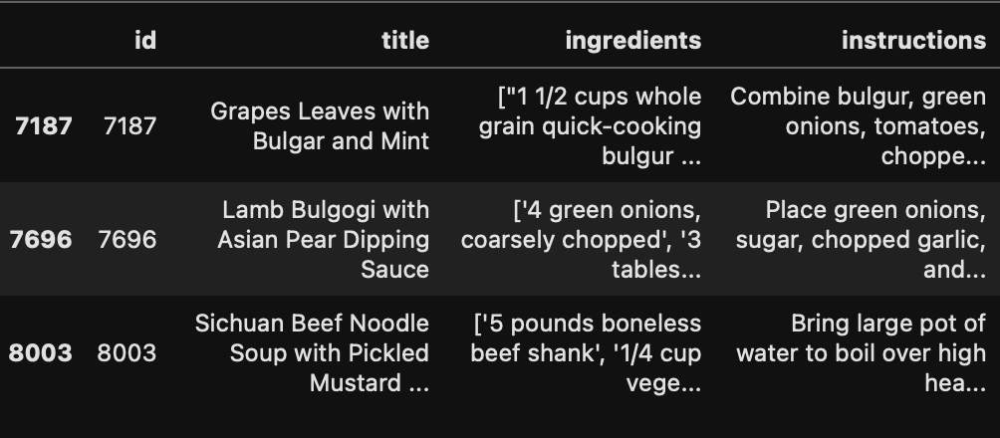 id title ingredients instructions
7187 7187 Grapes Leaves with Bulgar and Mint ["1 1/2 cups whole grain quick-cooking bulgur ... Combine bulgur, green onions, tomatoes, choppe...
7696 7696 Lamb Bulgogi with Asian Pear Dipping Sauce ['4 green onions, coarsely chopped', '3 tables... Place green onions, sugar, chopped garlic, and...
8003 8003 Sichuan Beef Noodle Soup with Pickled Mustard ... ['5 pounds boneless beef shank', '1/4 cup vege... Bring large pot of water to boil over high hea...